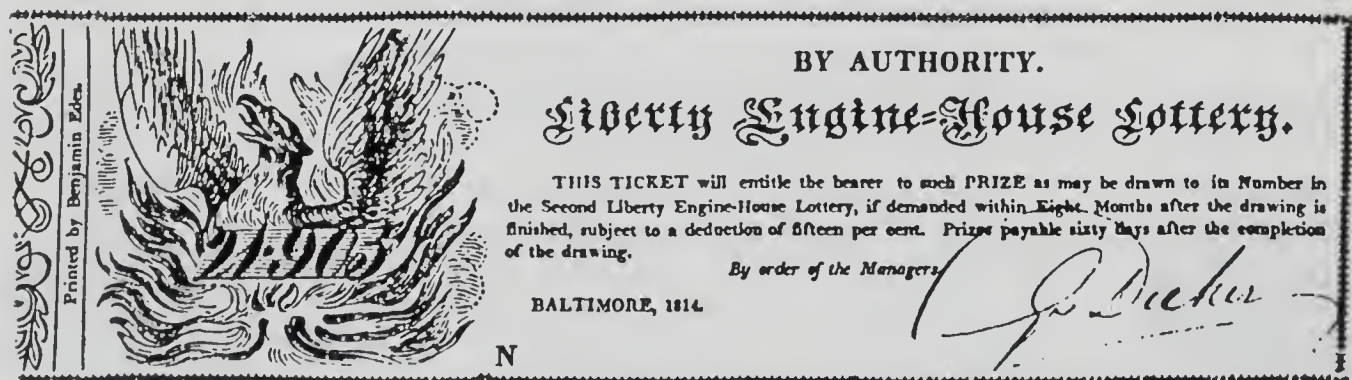 Printed by Benjamin Edes.
BY AUTHORITY.
Liberty Engine-House Lottery.
THIS TICKET will entitle the bearer to such PRIZE as may be drawn to its Number in
the Second Liberty Engine-House Lottery, if demanded within Eight Months after the drawing is
finished, subject to a deduction of fifteen per cent. Prizes payable sixty days after the completion
of the drawing.
By order of the Managers
BALTIMORE, 1814.
N